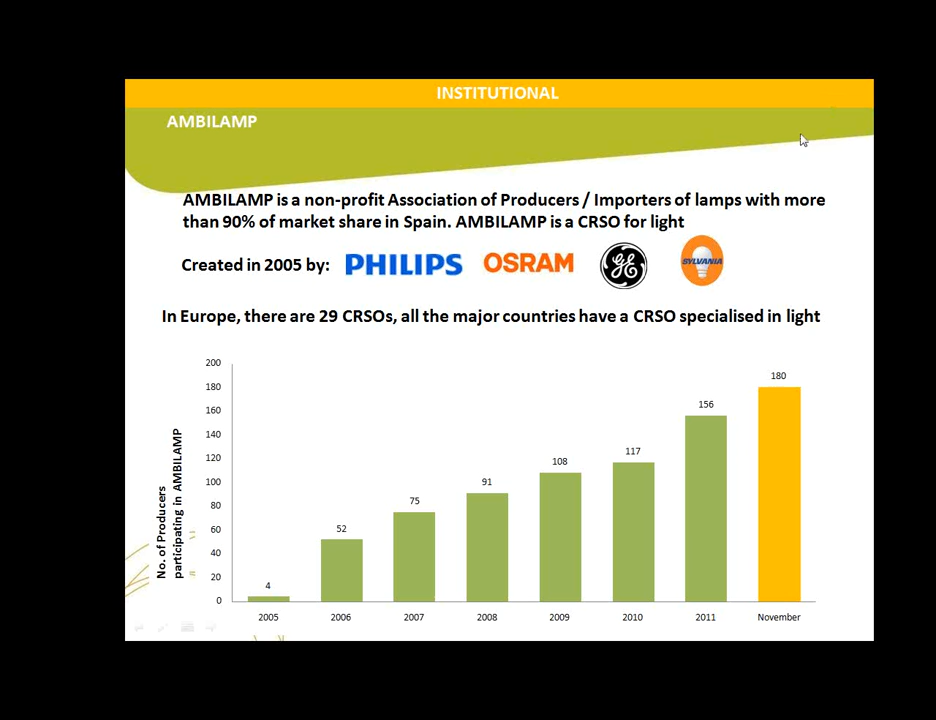 INSTITUTIONAL
AMBILAMP
AMBILAMP is a non-profit Association of Producers / Importers of lamps with more
than 90% of market share in Spain. AMBILAMP is a CRSO for light
Created in 2005 by: PHILIPS OSRAM GE SYLVANIA
In Europe, there are 29 CRSOs, all the major countries have a CRSO specialised in light
No. of Producers
participating in AMBILAMP
200
180
160
140
120
100
80
60
40
20
0
4
52
75
91
108
117
156
180
2005 2006 2007 2008 2009 2010 2011 November